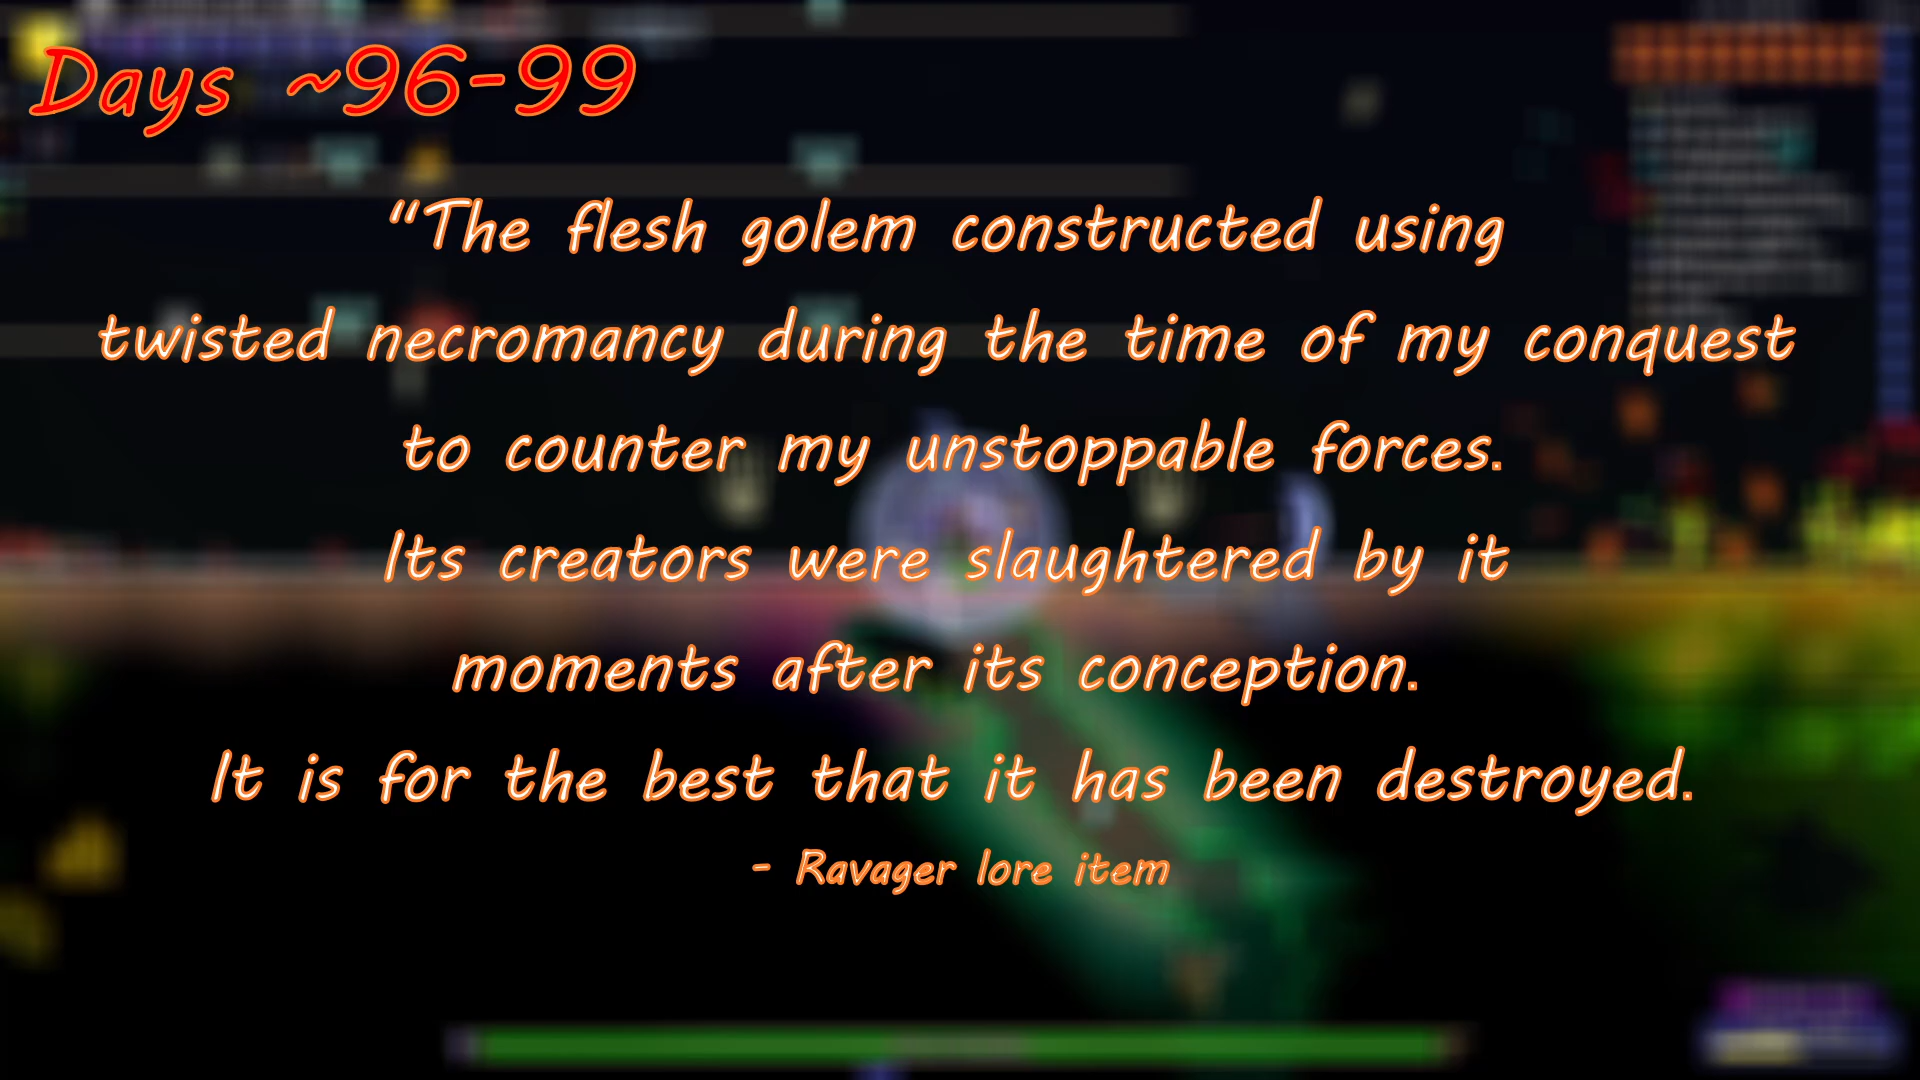 Days ~96-99
“The flesh golem constructed using
twisted necromancy during the time of my conquest
to counter my unstoppable forces.
Its creators were slaughtered by it
moments after its conception.
It is for the best that it has been destroyed.
- Ravager lore item